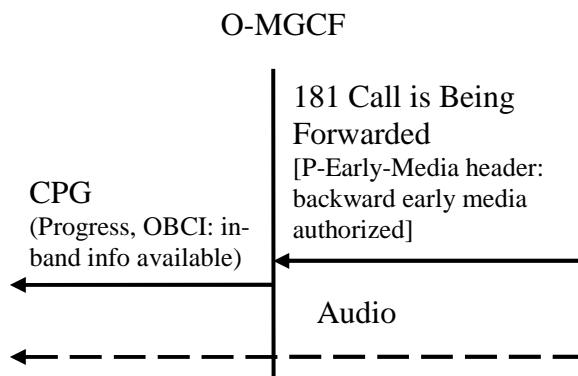 O-MGCF
181 Call is Being
Forwarded
[P-Early-Media header:
backward early media
authorized]
CPG
(Progress, OBCI: in-
band info available)
Audio